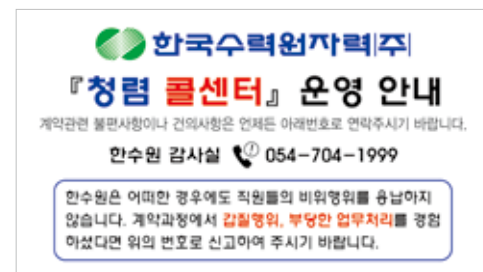 한국수력원자력(주)
『청렴 콜센터』 운영 안내
계약관련 불편사항이나 건의사항은 언제든 아래번호로 연락주시기 바랍니다.
한수원 감사실 054-704-1999
한수원은 어떠한 경우에도 직원들의 비위행위를 용납하지
않습니다. 계약과정에서 갑질행위, 부당한 업무처리를 경험
하셨다면 위의 번호로 신고하여 주시기 바랍니다.